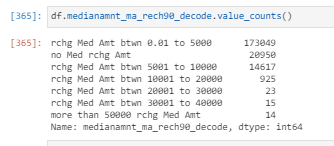 [365]: df.medianamnt_ma_rech90_decode.value_counts()
[365]: rchg Med Amt btwn 0.01 to 5000 173049
no Med rchg Amt 20950
rchg Med Amt btwn 5001 to 10000 14617
rchg Med Amt btwn 10001 to 20000 925
rchg Med Amt btwn 20001 to 30000 23
rchg Med Amt btwn 30001 to 40000 15
more than 50000 rchg Med Amt 14
Name: medianamnt_ma_rech90_decode, dtype: int64